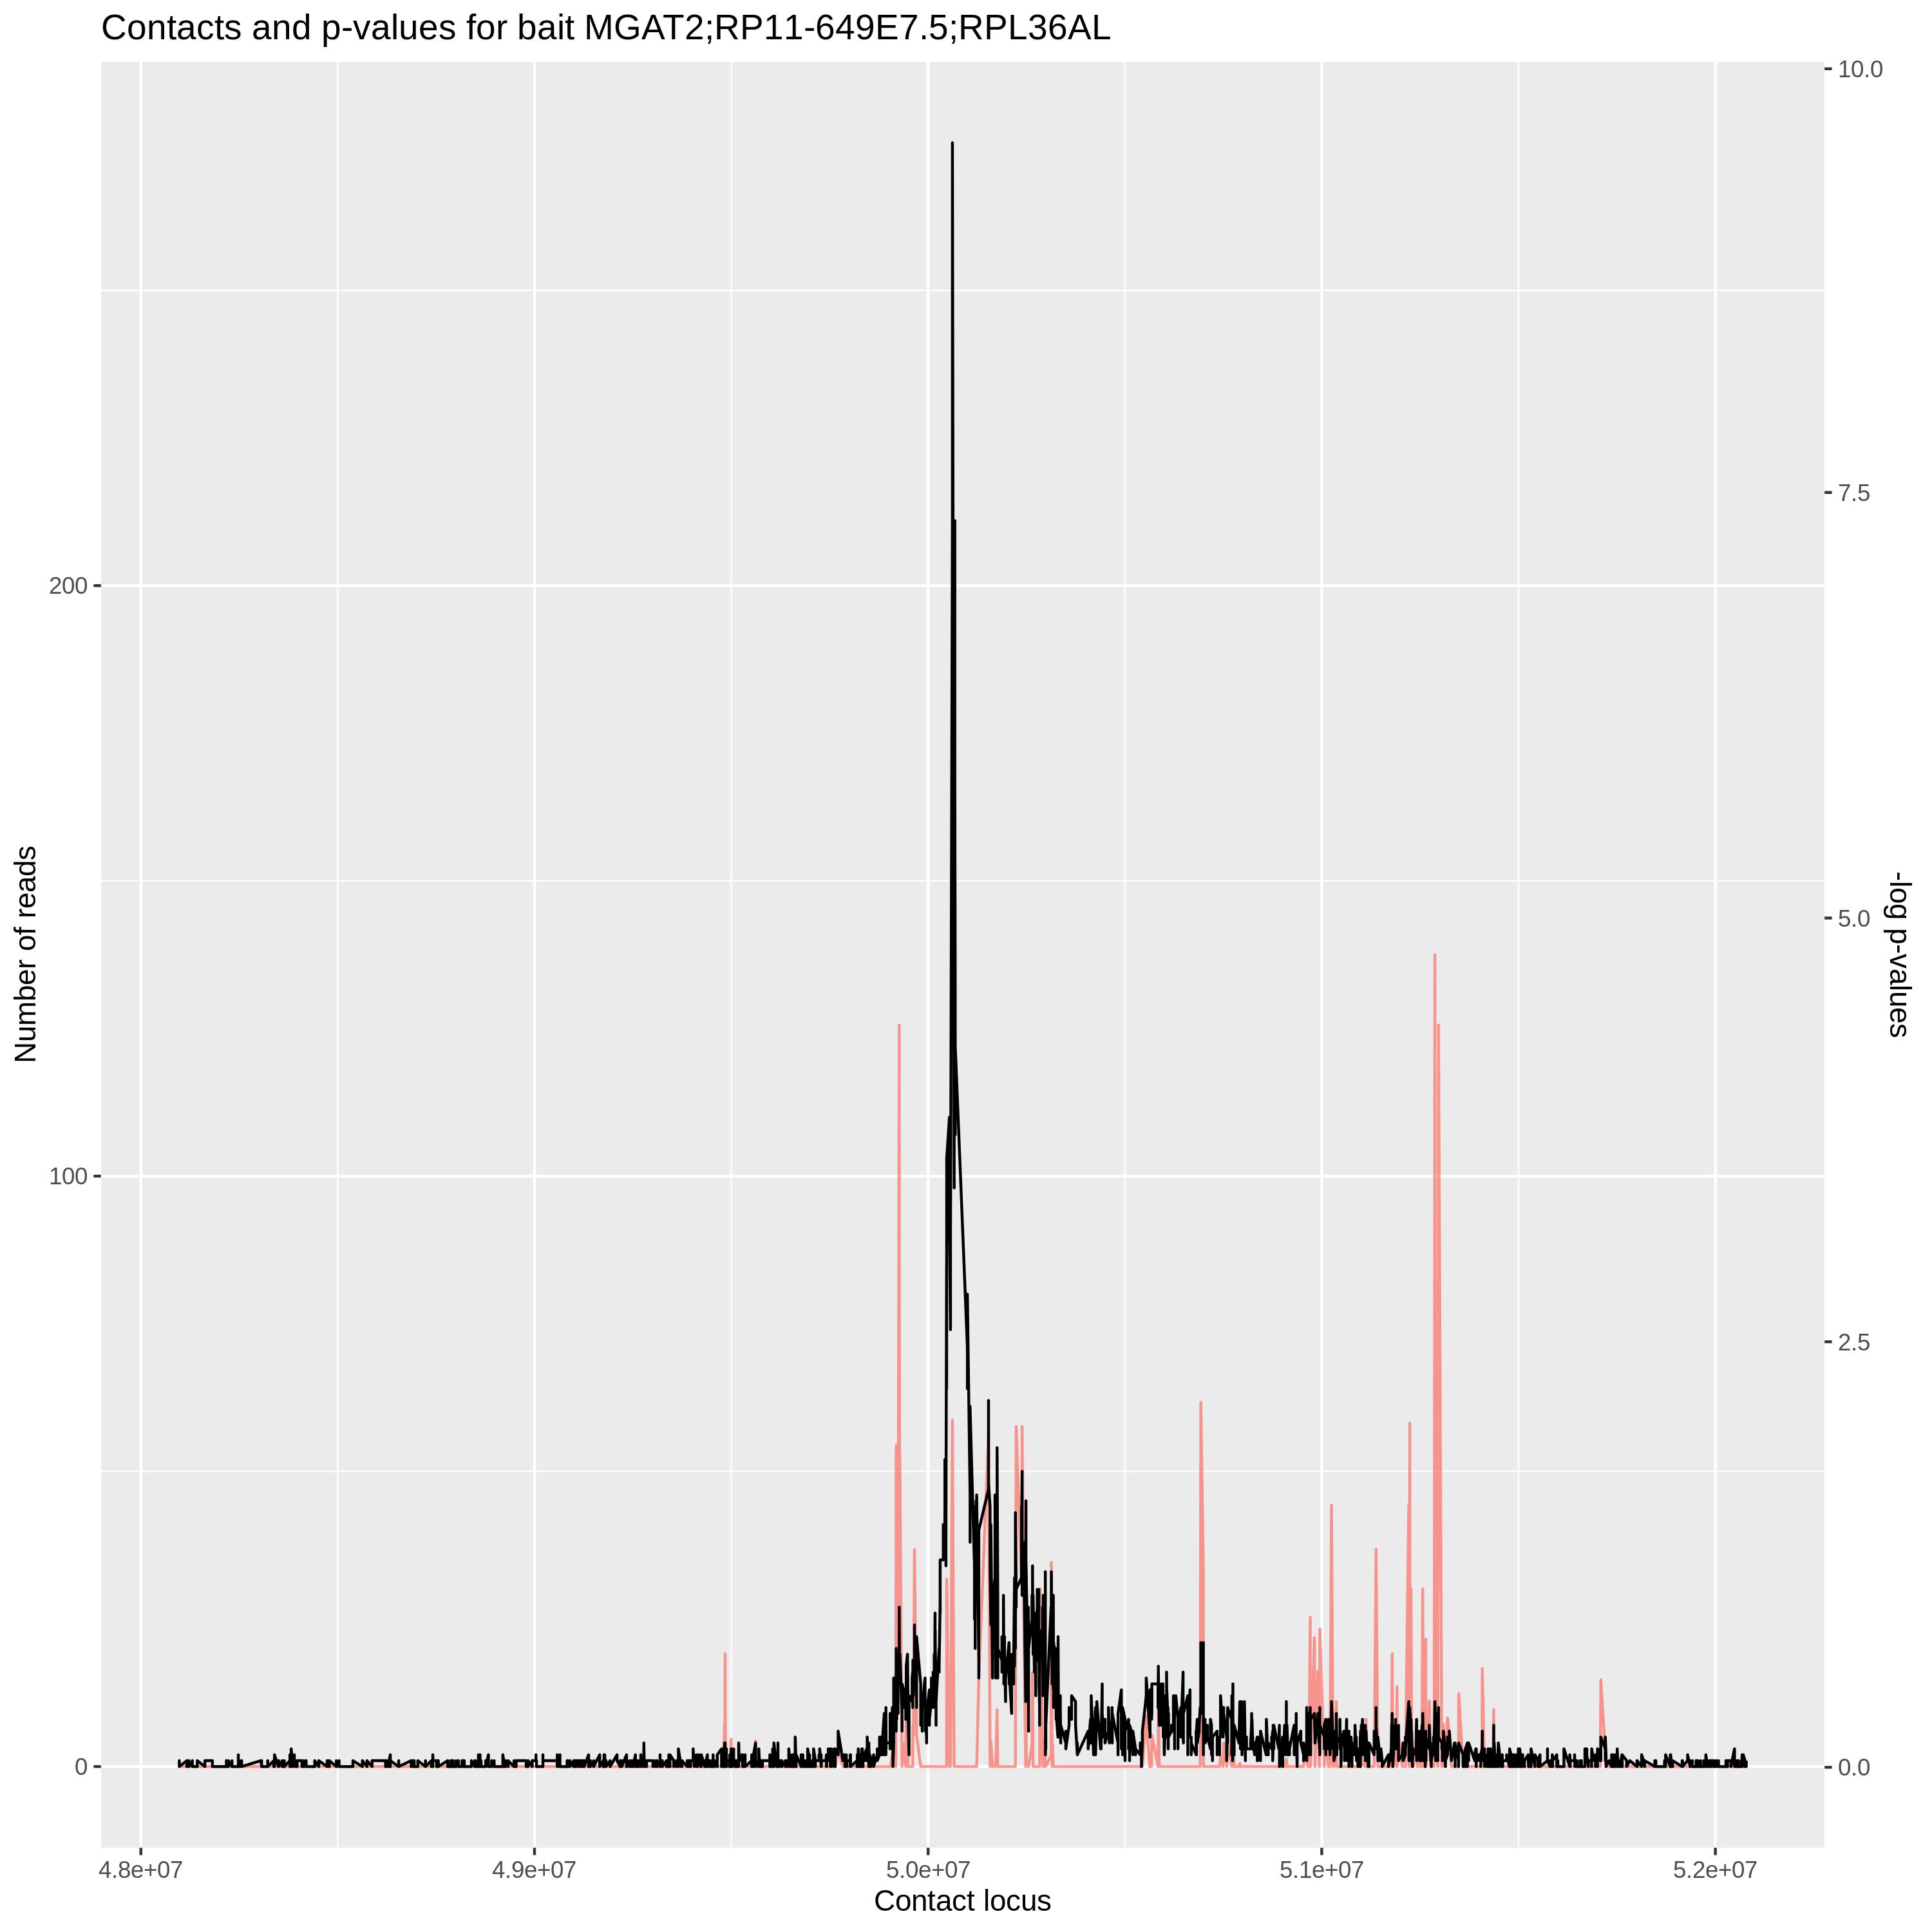 Contacts and p-values for bait MGAT2;RP11-649E7.5;RPL36AL
10.0
7.5
200
5.0
Number of reads
-log p-values
100
2.5
0
0.0
4.8e+07 4.9e+07 5.0e+07 5.1e+07 5.2e+07
Contact locus